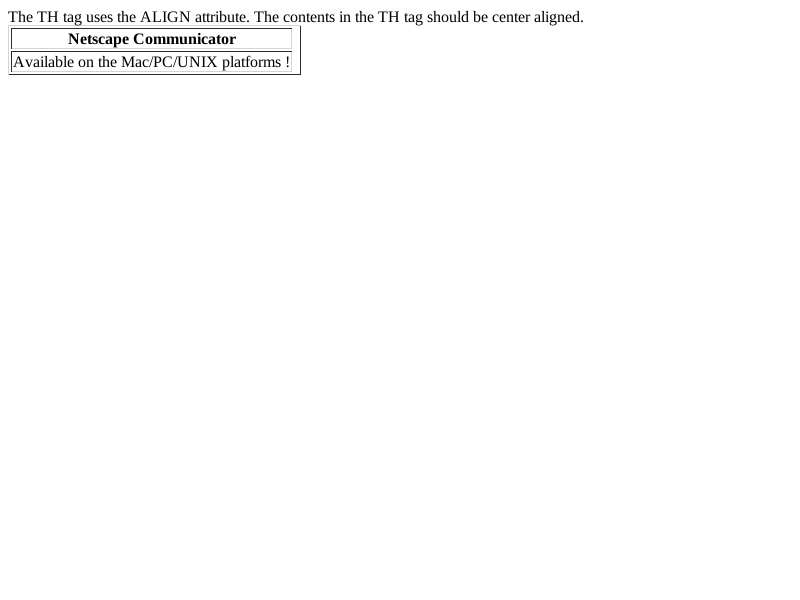 The TH tag uses the ALIGN attribute. The contents in the TH tag should be center aligned.
Netscape Communicator
Available on the Mac/PC/UNIX platforms !